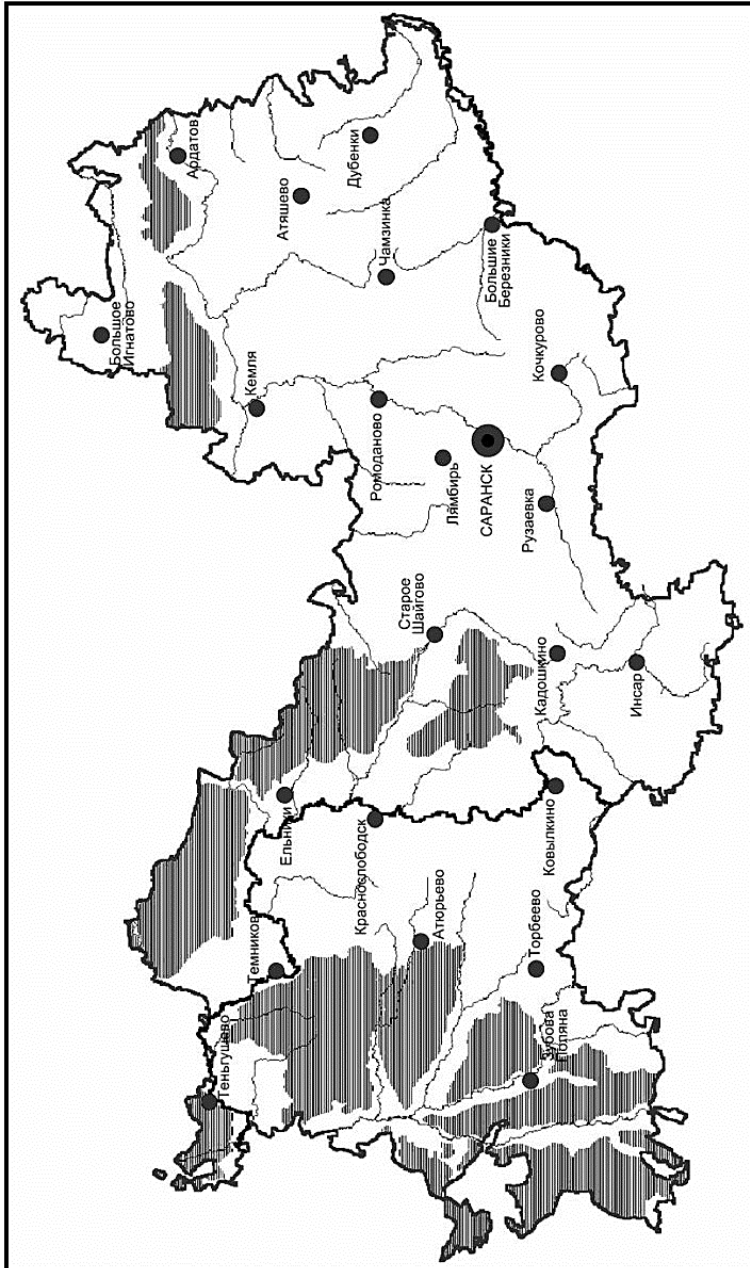 Большое
Игнатово
Ардатов
Атяшево
Дубенки
Чамзинка
Большие
Березники
Кемля
Ромоданово
Кочкурово
Лямбирь
САРАНСК
Рузаевка
Старое
Шайгово
Кадошкино
Инсар
Ельники
Краснослободск
Ковылкино
Темников
Атюрьево
Торбеево
Теньгушево
Зубова
Поляна